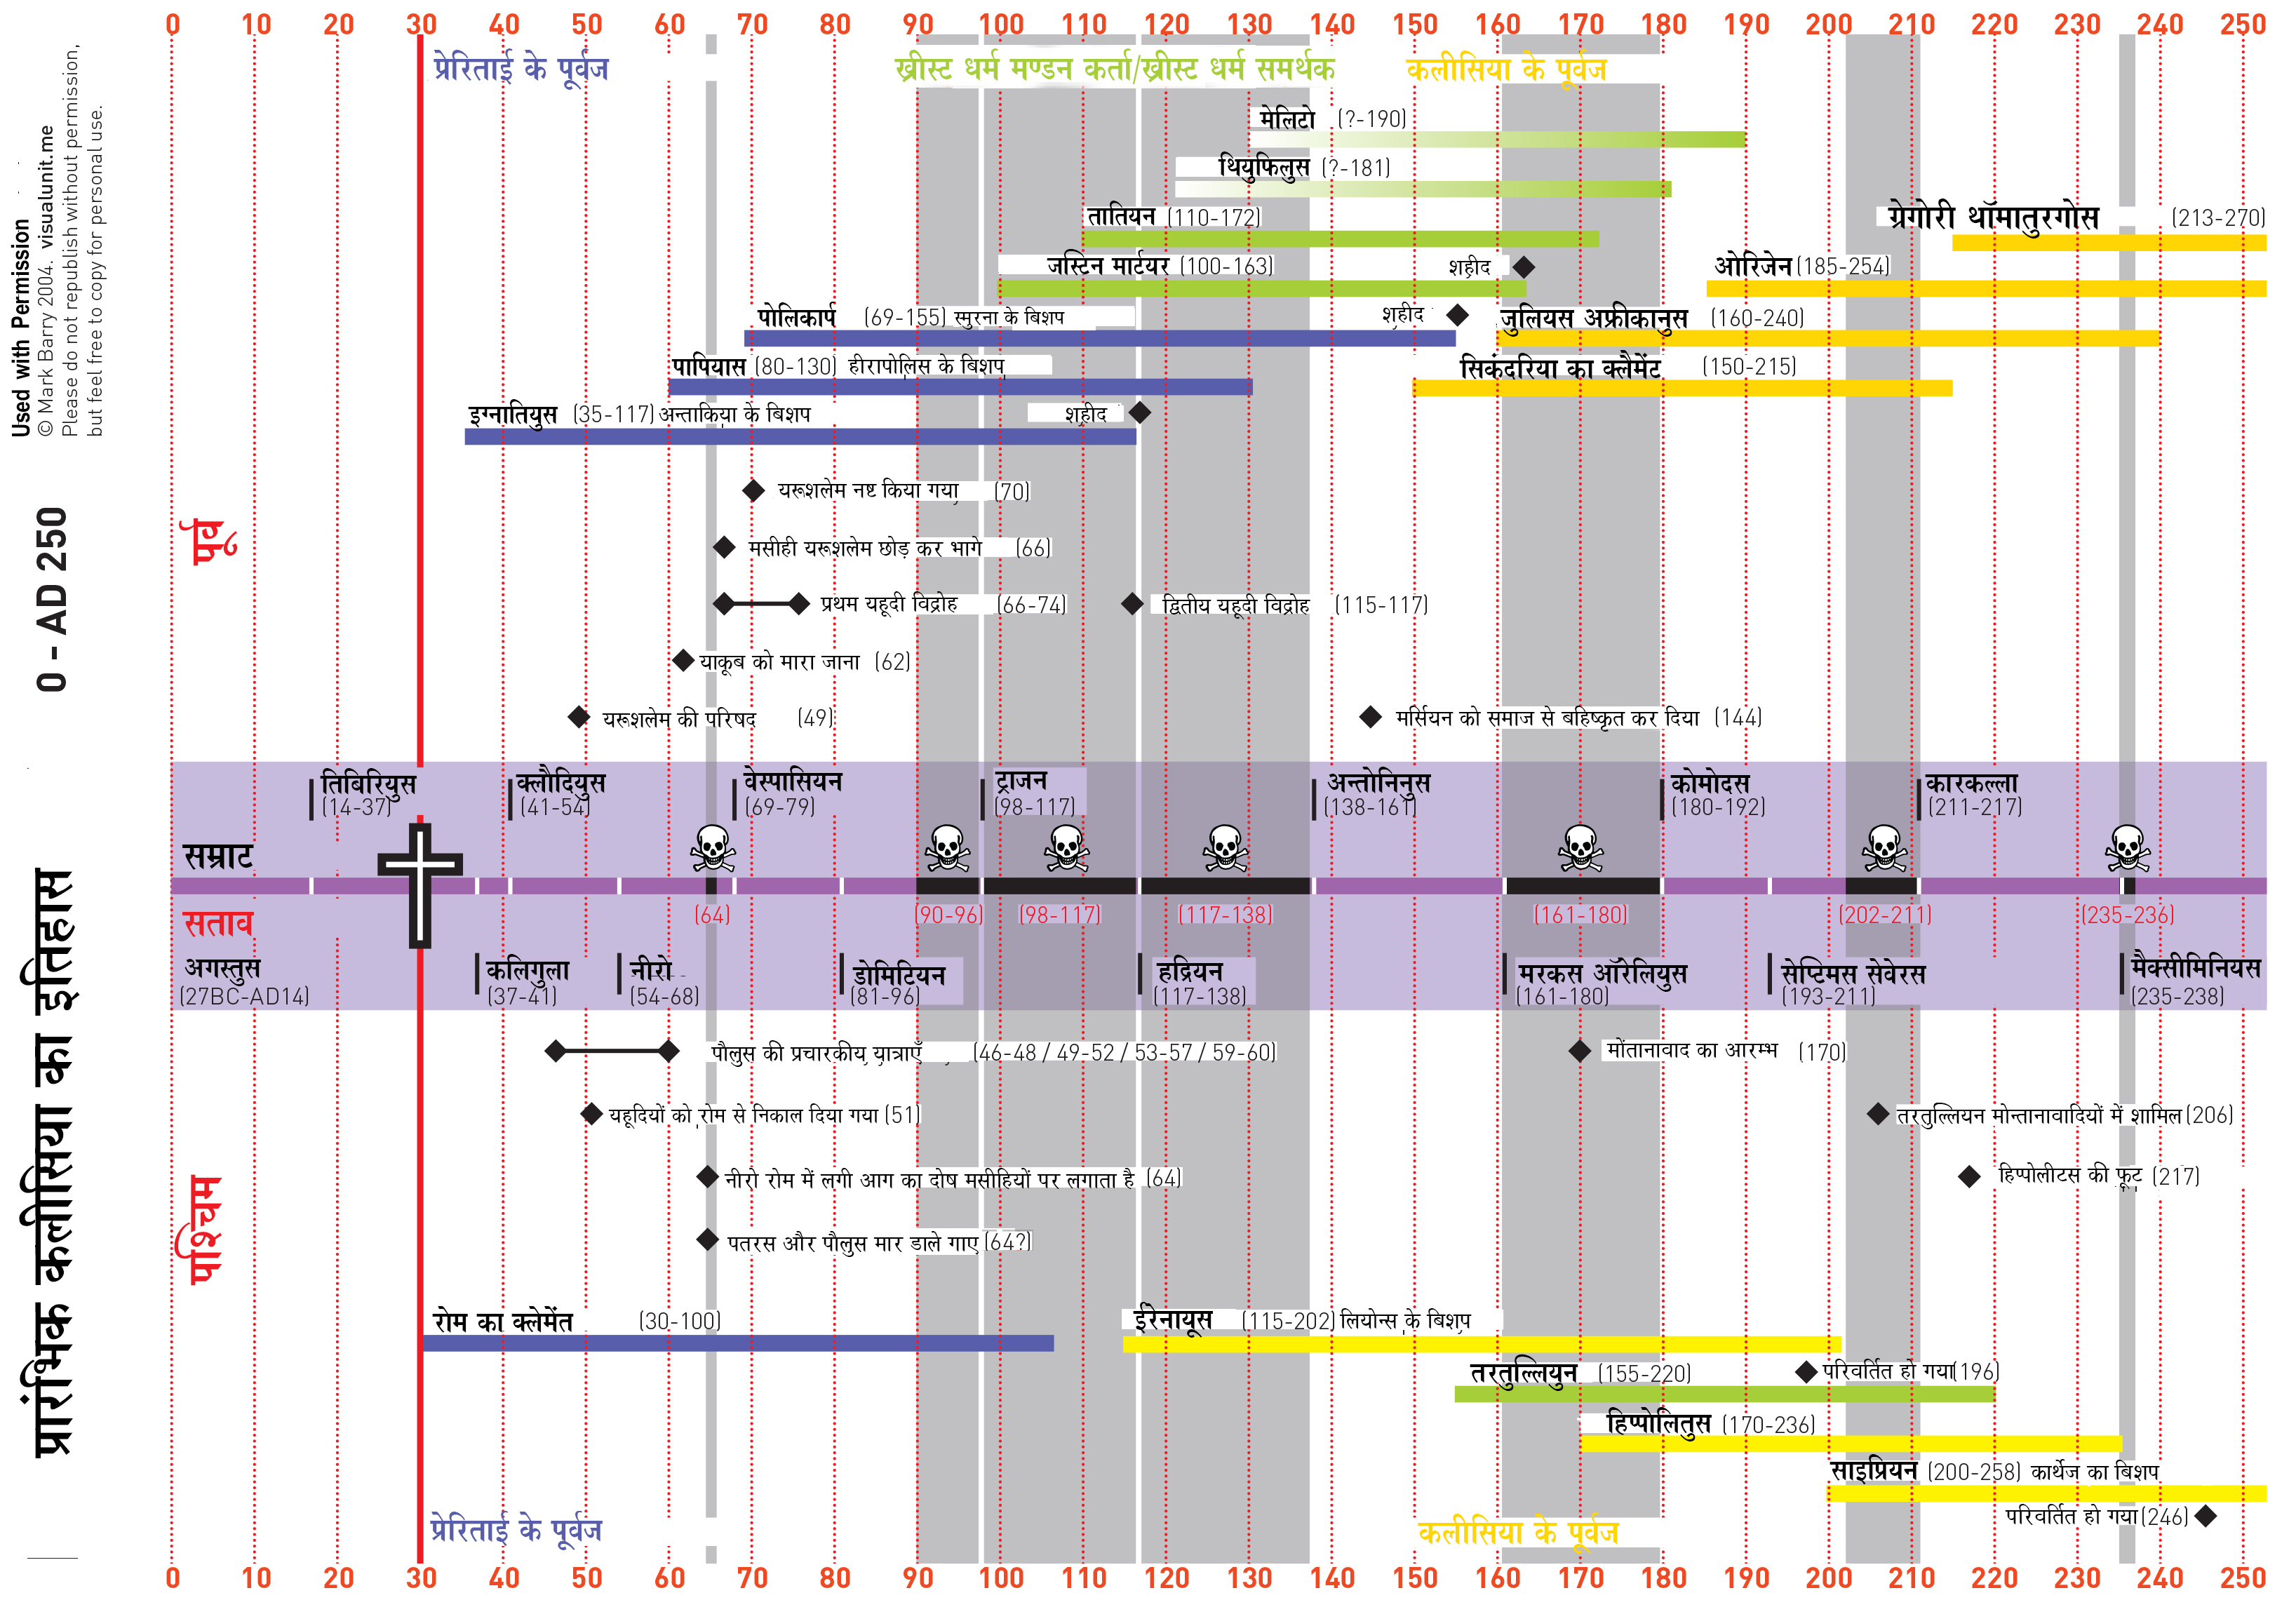 0 10 20 30 40 50 60 70 80 90 100 110 120 130 140 150 160 170 180 190 200 210 220 230 240 250
प्रेरिताई के पूर्वज
ख्रीस्ट धर्म मण्डन कर्ता/ख्रीस्ट धर्म समर्थक
कलीसिया के पूर्वज
Used with Permission
© Mark Barry 2004. visualunit.me
Please do not republish without permission,
but feel free to copy for personal use.
प्रारंभिक कलीसिया का इतिहास 0 - AD 250
मेलिटो (?-190)
थियुफिलुस (?-181)
तातियन (110-172)
ग्रेगोरी थॉमातुरगोस (213-270)
जस्टिन मार्टयर (100-163) शहीद
ओरिजेन (185-254)
पोलिकार्प (69-155) स्मुरना के बिशप शहीद
जुलियस अफ्रीकानुस (160-240)
पापियास (80-130) हीरापोलिस के बिशप
सिकंदरिया का क्लैमेंट (150-215)
इग्नातियुस (35-117) अन्ताकिया के बिशप शहीद
पूर्व
यरूशलेम नष्ट किया गया (70)
मसीही यरूशलेम छोड़ कर भागे (66)
प्रथम यहूदी विद्रोह (66-74)
द्वितीय यहूदी विद्रोह (115-117)
याकूब को मारा जाना (62)
यरूशलेम की परिषद (49)
मर्सियन को समाज से बहिष्कृत कर दिया (144)
तिबिरियुस (14-37)
क्लौदियुस (41-54)
वेस्पासियन (69-79)
ट्राजन (98-117)
अन्तोनिनुस (138-161)
कोमोदस (180-192)
कारकल्ला (211-217)
सम्राट
सताव
(64) (90-96) (98-117) (117-138) (161-180) (202-211) (235-236)
अगस्तुस (27BC-AD14)
कलिगुला (37-41)
नीरो (54-68)
डोमिटियन (81-96)
हद्रियन (117-138)
मरकस ऑरेलियुस (161-180)
सेप्टिमस सेवेरस (193-211)
मैक्सीमिनियस (235-238)
पौलुस की प्रचारकीय यात्राएँ (46-48 / 49-52 / 53-57 / 59-60)
मोंतानावाद का आरम्भ (170)
यहूदियों को रोम से निकाल दिया गया (51)
तरतुल्लियन मोन्तानावादियों में शामिल (206)
पश्चिम
नीरो रोम में लगी आग का दोष मसीहियों पर लगाता है (64)
हिप्पोलीटस की फूट (217)
पतरस और पौलुस मार डाले गाए (64?)
रोम का क्लेमेंत (30-100)
ईरेनायूस (115-202) लियोन्स के बिशप
तरतुल्लियुन (155-220)
परिवर्तित हो गया (196)
हिप्पोलितुस (170-236)
साइप्रियन (200-258) कार्थेज का बिशप
परिवर्तित हो गया (246)
प्रेरिताई के पूर्वज
कलीसिया के पूर्वज
0 10 20 30 40 50 60 70 80 90 100 110 120 130 140 150 160 170 180 190 200 210 220 230 240 250